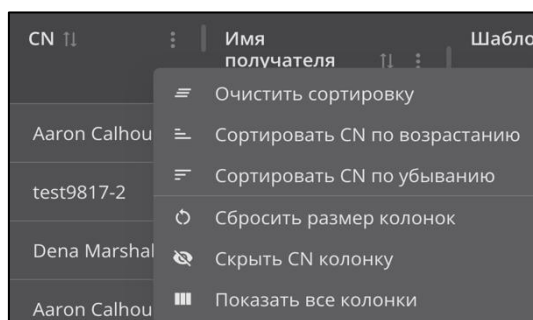 CN
Имя получателя
Шабло
Очистить сортировку
Aaron Calhou
Сортировать CN по возрастанию
Сортировать CN по убыванию
test9817-2
Сбросить размер колонок
Dena Marshal
Скрыть CN колонку
Показать все колонки
Aaron Calhou